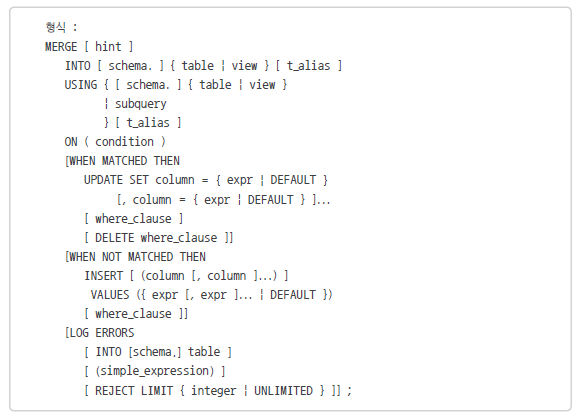 형식 :
MERGE [ hint ]
INTO [ schema. ] { table ¦ view } [ t_alias ]
USING { [ schema. ] { table ¦ view }
¦ subquery
} [ t_alias ]
ON ( condition )
[WHEN MATCHED THEN
UPDATE SET column = { expr ¦ DEFAULT }
[, column = { expr ¦ DEFAULT } ]...
[ where_clause ]
[ DELETE where_clause ]]
[WHEN NOT MATCHED THEN
INSERT [ (column [, column ]...) ]
VALUES ({ expr [, expr ]... ¦ DEFAULT })
[ where_clause ]]
[LOG ERRORS
[ INTO [schema.] table ]
[ (simple_expression) ]
[ REJECT LIMIT { integer ¦ UNLIMITED } ]] ;